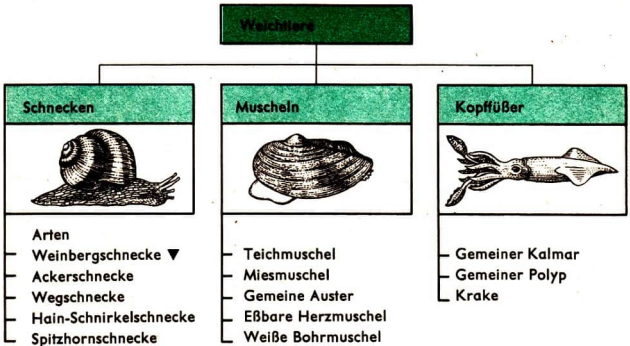 Weichtiere
Schnecken
Muscheln
Kopffüßer
Arten
Weinbergschnecke ▼
Ackerschnecke
Wegschnecke
Hain-Schnirkelschnecke
Spitzhornschnecke
Teichmuschel
Miesmuschel
Gemeine Auster
Eßbare Herzmuschel
Weiße Bohrmuschel
Gemeiner Kalmar
Gemeiner Polyp
Krake